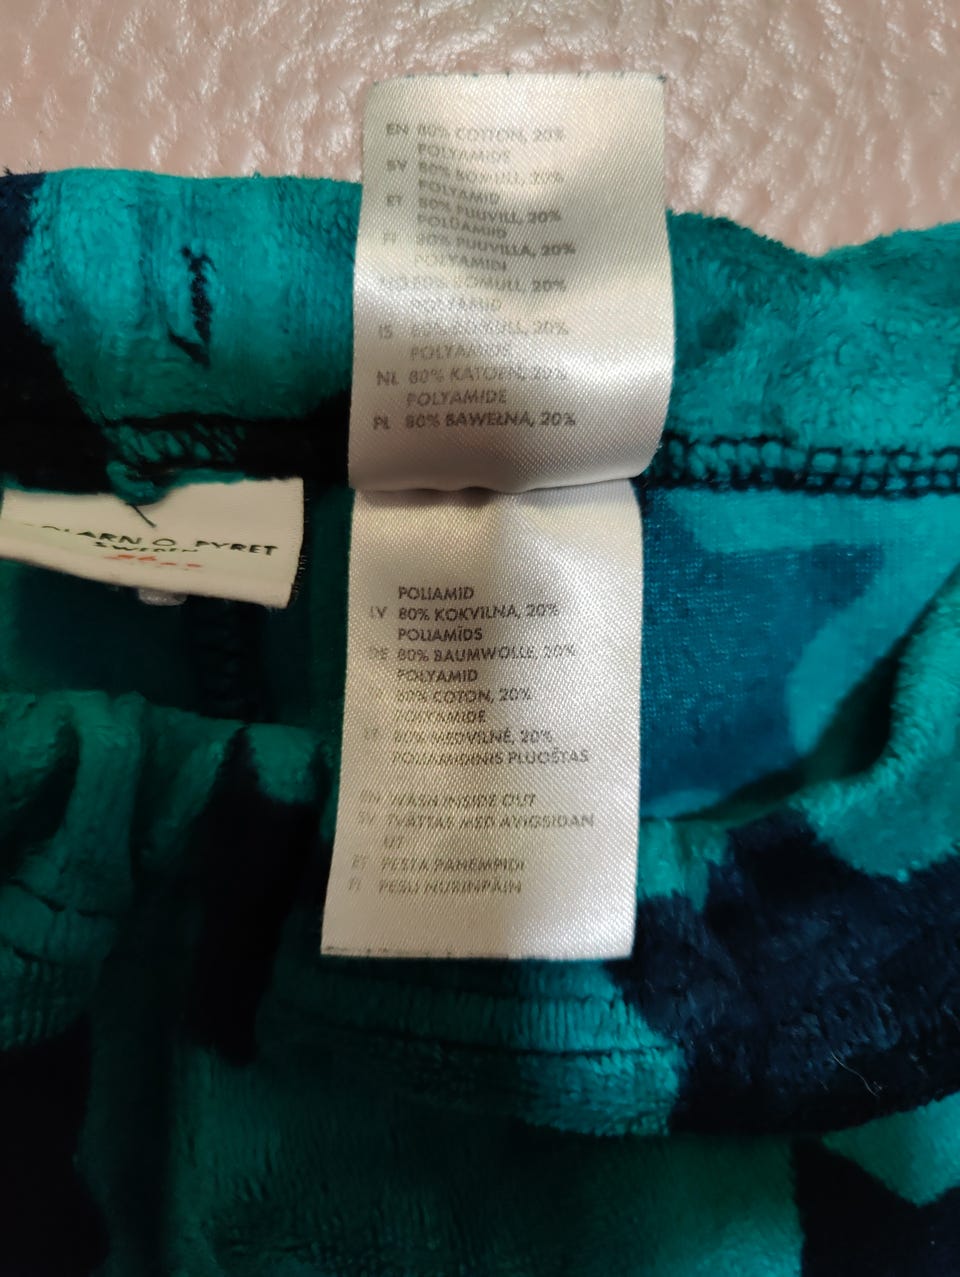 EN 80% COTTON, 20%
POLYAMIDE
SV 80% BOMULL, 20%
POLYAMID
ET 80% PUUVILL, 20%
POLÜAMIID
FI 80% PUUVILLA, 20%
POLYAMIDI
NO 80% BOMULL, 20%
POLYAMID
IS 80% BÓMULL, 20%
POLYAMIDE
NL 80% KATOEN, 20%
POLYAMIDE
PL 80% BAWEŁNA, 20%
POLARN O. PYRET
SWEDEN
POLIAMID
LV 80% KOKVILNA, 20%
POLIAMĪDS
DE 80% BAUMWOLLE, 20%
POLYAMID
80% COTON, 20%
POLYAMIDE
LT 80% MEDVILNĖ, 20%
POLIAMIDINIS PLUOŠTAS
EN WASH INSIDE OUT
SV TVÄTTAS MED AVIGSIDAN
UT
ET PESTA PAHEMPIDI
FI PESU NURINPÄIN